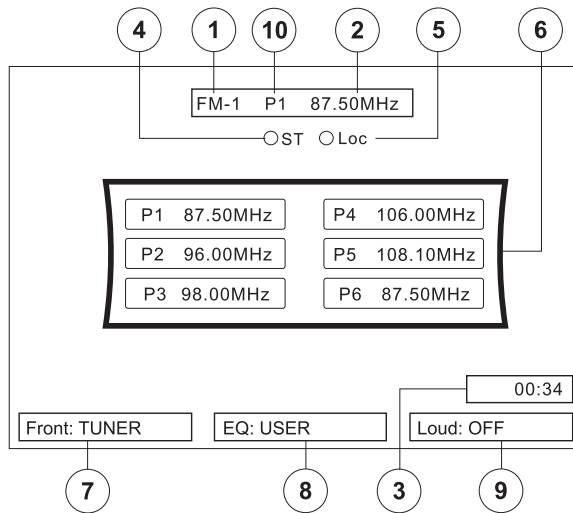 4 1 10 2 5 6
FM-1 P1 87.50MHz
ST Loc
P1 87.50MHz P4 106.00MHz
P2 96.00MHz P5 108.10MHz
P3 98.00MHz P6 87.50MHz
00:34
Front: TUNER EQ: USER Loud: OFF
7 8 3 9